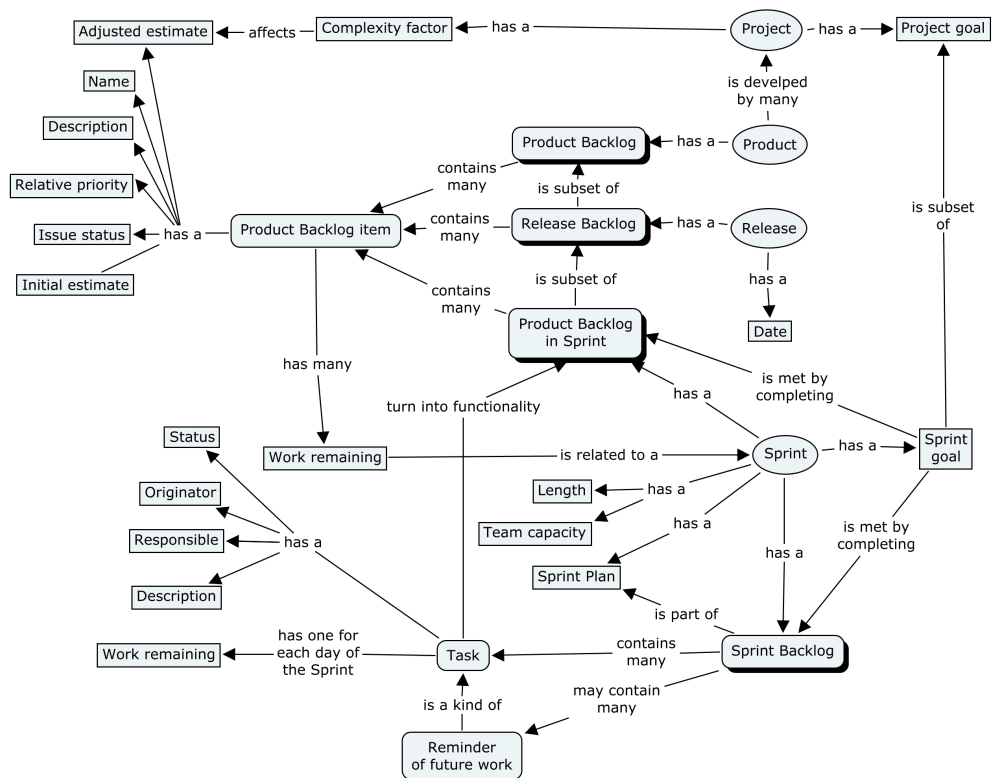 Adjusted estimate
affects
Complexity factor
has a
Project
has a
Project goal
Name
is develped
by many
Description
Product Backlog
has a
Product
contains
many
Relative priority
is subset of
is subset
of
Issue status
has a
Product Backlog item
contains
many
Release Backlog
has a
Release
Initial estimate
is subset of
has a
contains
many
Product Backlog
in Sprint
Date
has many
is met by
completing
has a
turn into functionality
Status
Work remaining
is related to a
Sprint
has a
Sprint
goal
Originator
Length
has a
Responsible
has a
Team capacity
has a
has a
is met by
completing
Description
Sprint Plan
is part of
Work remaining
has one for
each day of
the Sprint
Task
contains
many
Sprint Backlog
may contain
many
is a kind of
Reminder
of future work